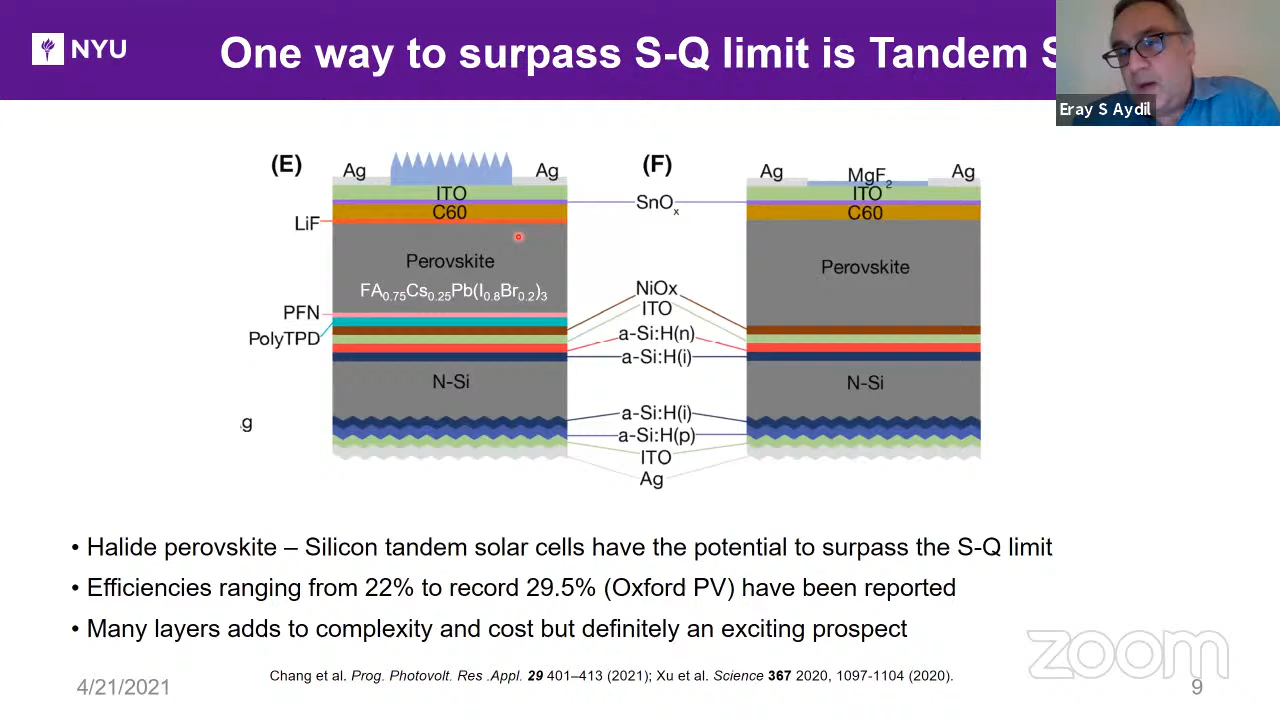 NYU
One way to surpass S-Q limit is Tandem S
Eray S Aydil
(E)
Ag
Ag
ITO
C60
LiF
Perovskite
FA0.75Cs0.25Pb(I0.8Br0.2)3
PFN
PolyTPD
N-Si
.g
(F)
SnOx
NiOx
ITO
a-Si:H(n)
a-Si:H(i)
a-Si:H(i)
a-Si:H(p)
ITO
Ag
Ag
MgF2
Ag
ITO
C60
Perovskite
N-Si
• Halide perovskite – Silicon tandem solar cells have the potential to surpass the S-Q limit
• Efficiencies ranging from 22% to record 29.5% (Oxford PV) have been reported
• Many layers adds to complexity and cost but definitely an exciting prospect
zoom
Chang et al. Prog. Photovolt. Res .Appl. 29 401–413 (2021); Xu et al. Science 367 2020, 1097-1104 (2020).
4/21/2021
9